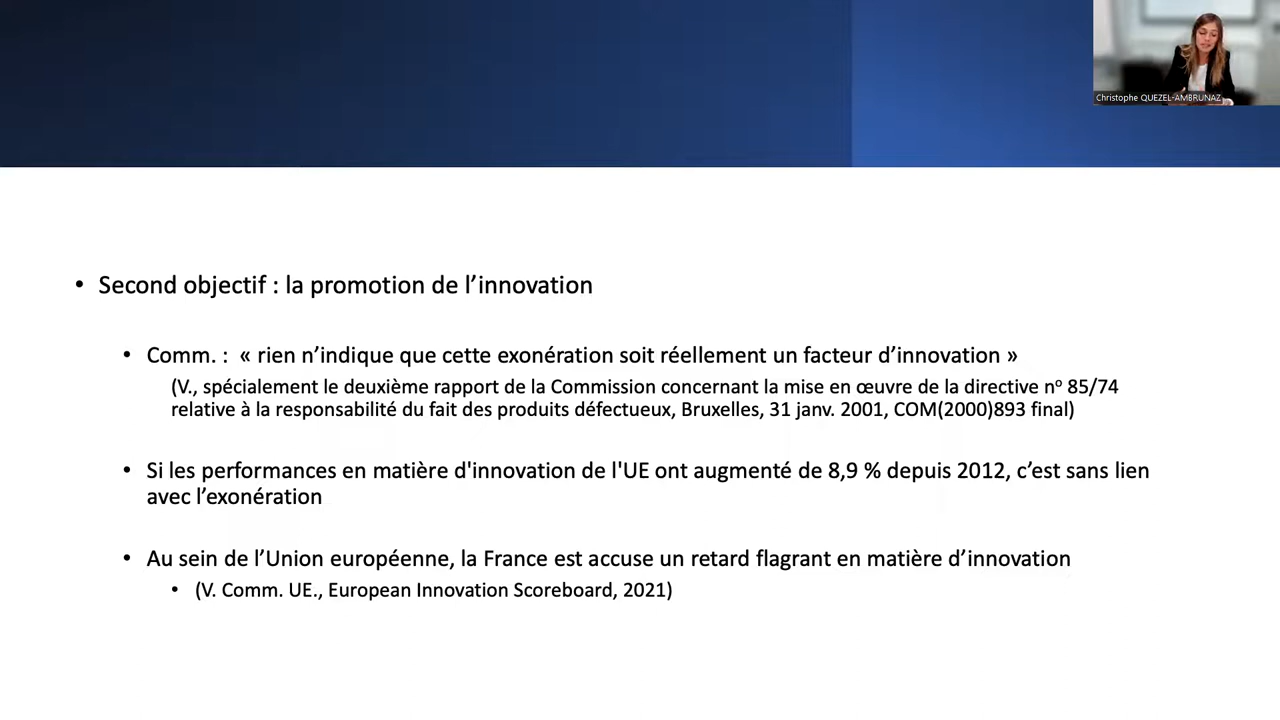 Christophe QUEZEL-AMBRUNAZ
• Second objectif : la promotion de l’innovation
• Comm. : « rien n’indique que cette exonération soit réellement un facteur d’innovation »
(V., spécialement le deuxième rapport de la Commission concernant la mise en œuvre de la directive nº 85/74
relative à la responsabilité du fait des produits défectueux, Bruxelles, 31 janv. 2001, COM(2000)893 final)
• Si les performances en matière d'innovation de l'UE ont augmenté de 8,9 % depuis 2012, c’est sans lien
avec l’exonération
• Au sein de l’Union européenne, la France est accuse un retard flagrant en matière d’innovation
• (V. Comm. UE., European Innovation Scoreboard, 2021)